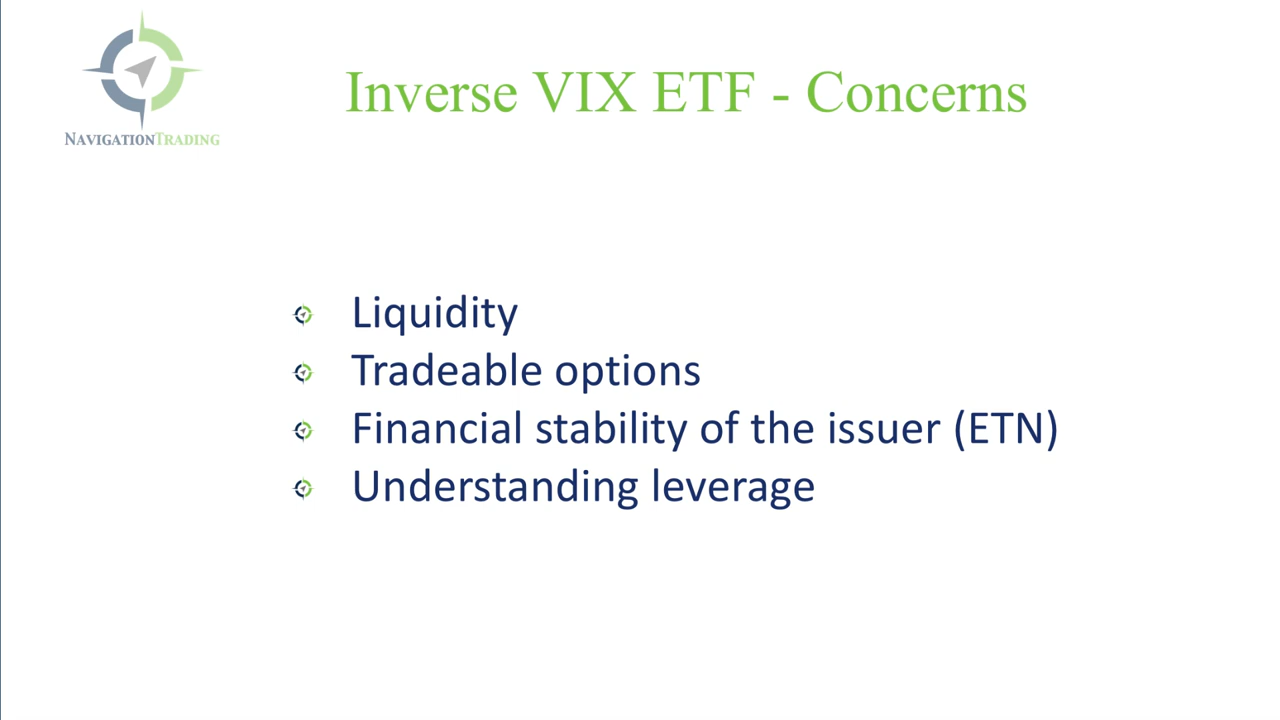 NAVIGATIONTRADING
Inverse VIX ETF - Concerns
Liquidity
Tradeable options
Financial stability of the issuer (ETN)
Understanding leverage